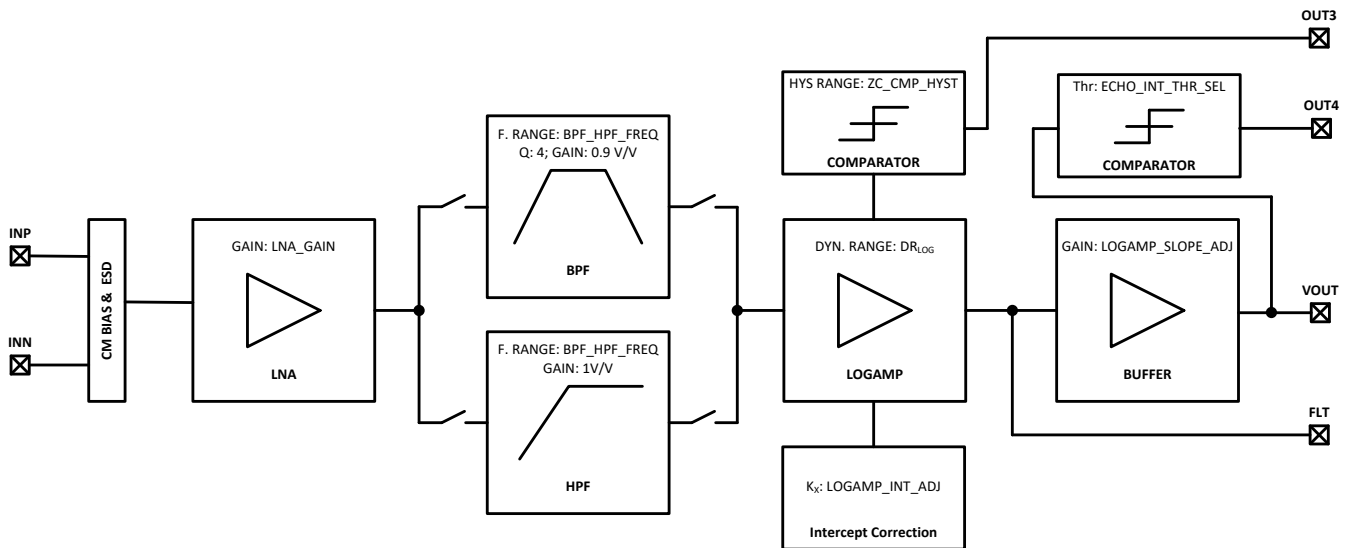 OUT3
HYS RANGE: ZC_CMP_HYST
COMPARATOR
Thr: ECHO_INT_THR_SEL
COMPARATOR
OUT4
F. RANGE: BPF_HPF_FREQ
Q: 4; GAIN: 0.9 V/V
BPF
INP
INN
CM BIAS & ESD
GAIN: LNA_GAIN
LNA
DYN. RANGE: DRLOG
LOGAMP
GAIN: LOGAMP_SLOPE_ADJ
BUFFER
VOUT
F. RANGE: BPF_HPF_FREQ
GAIN: 1V/V
HPF
FLT
KX: LOGAMP_INT_ADJ
Intercept Correction